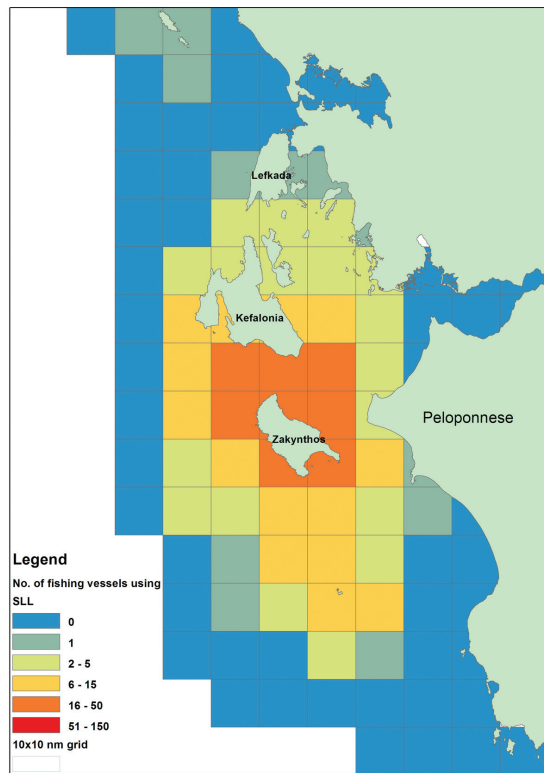 Lefkada
Kefalonia
Peloponnese
Zakynthos
Legend
No. of fishing vessels using
SLL
0
1
2 - 5
6 - 15
16 - 50
51 - 150
10x10 nm grid